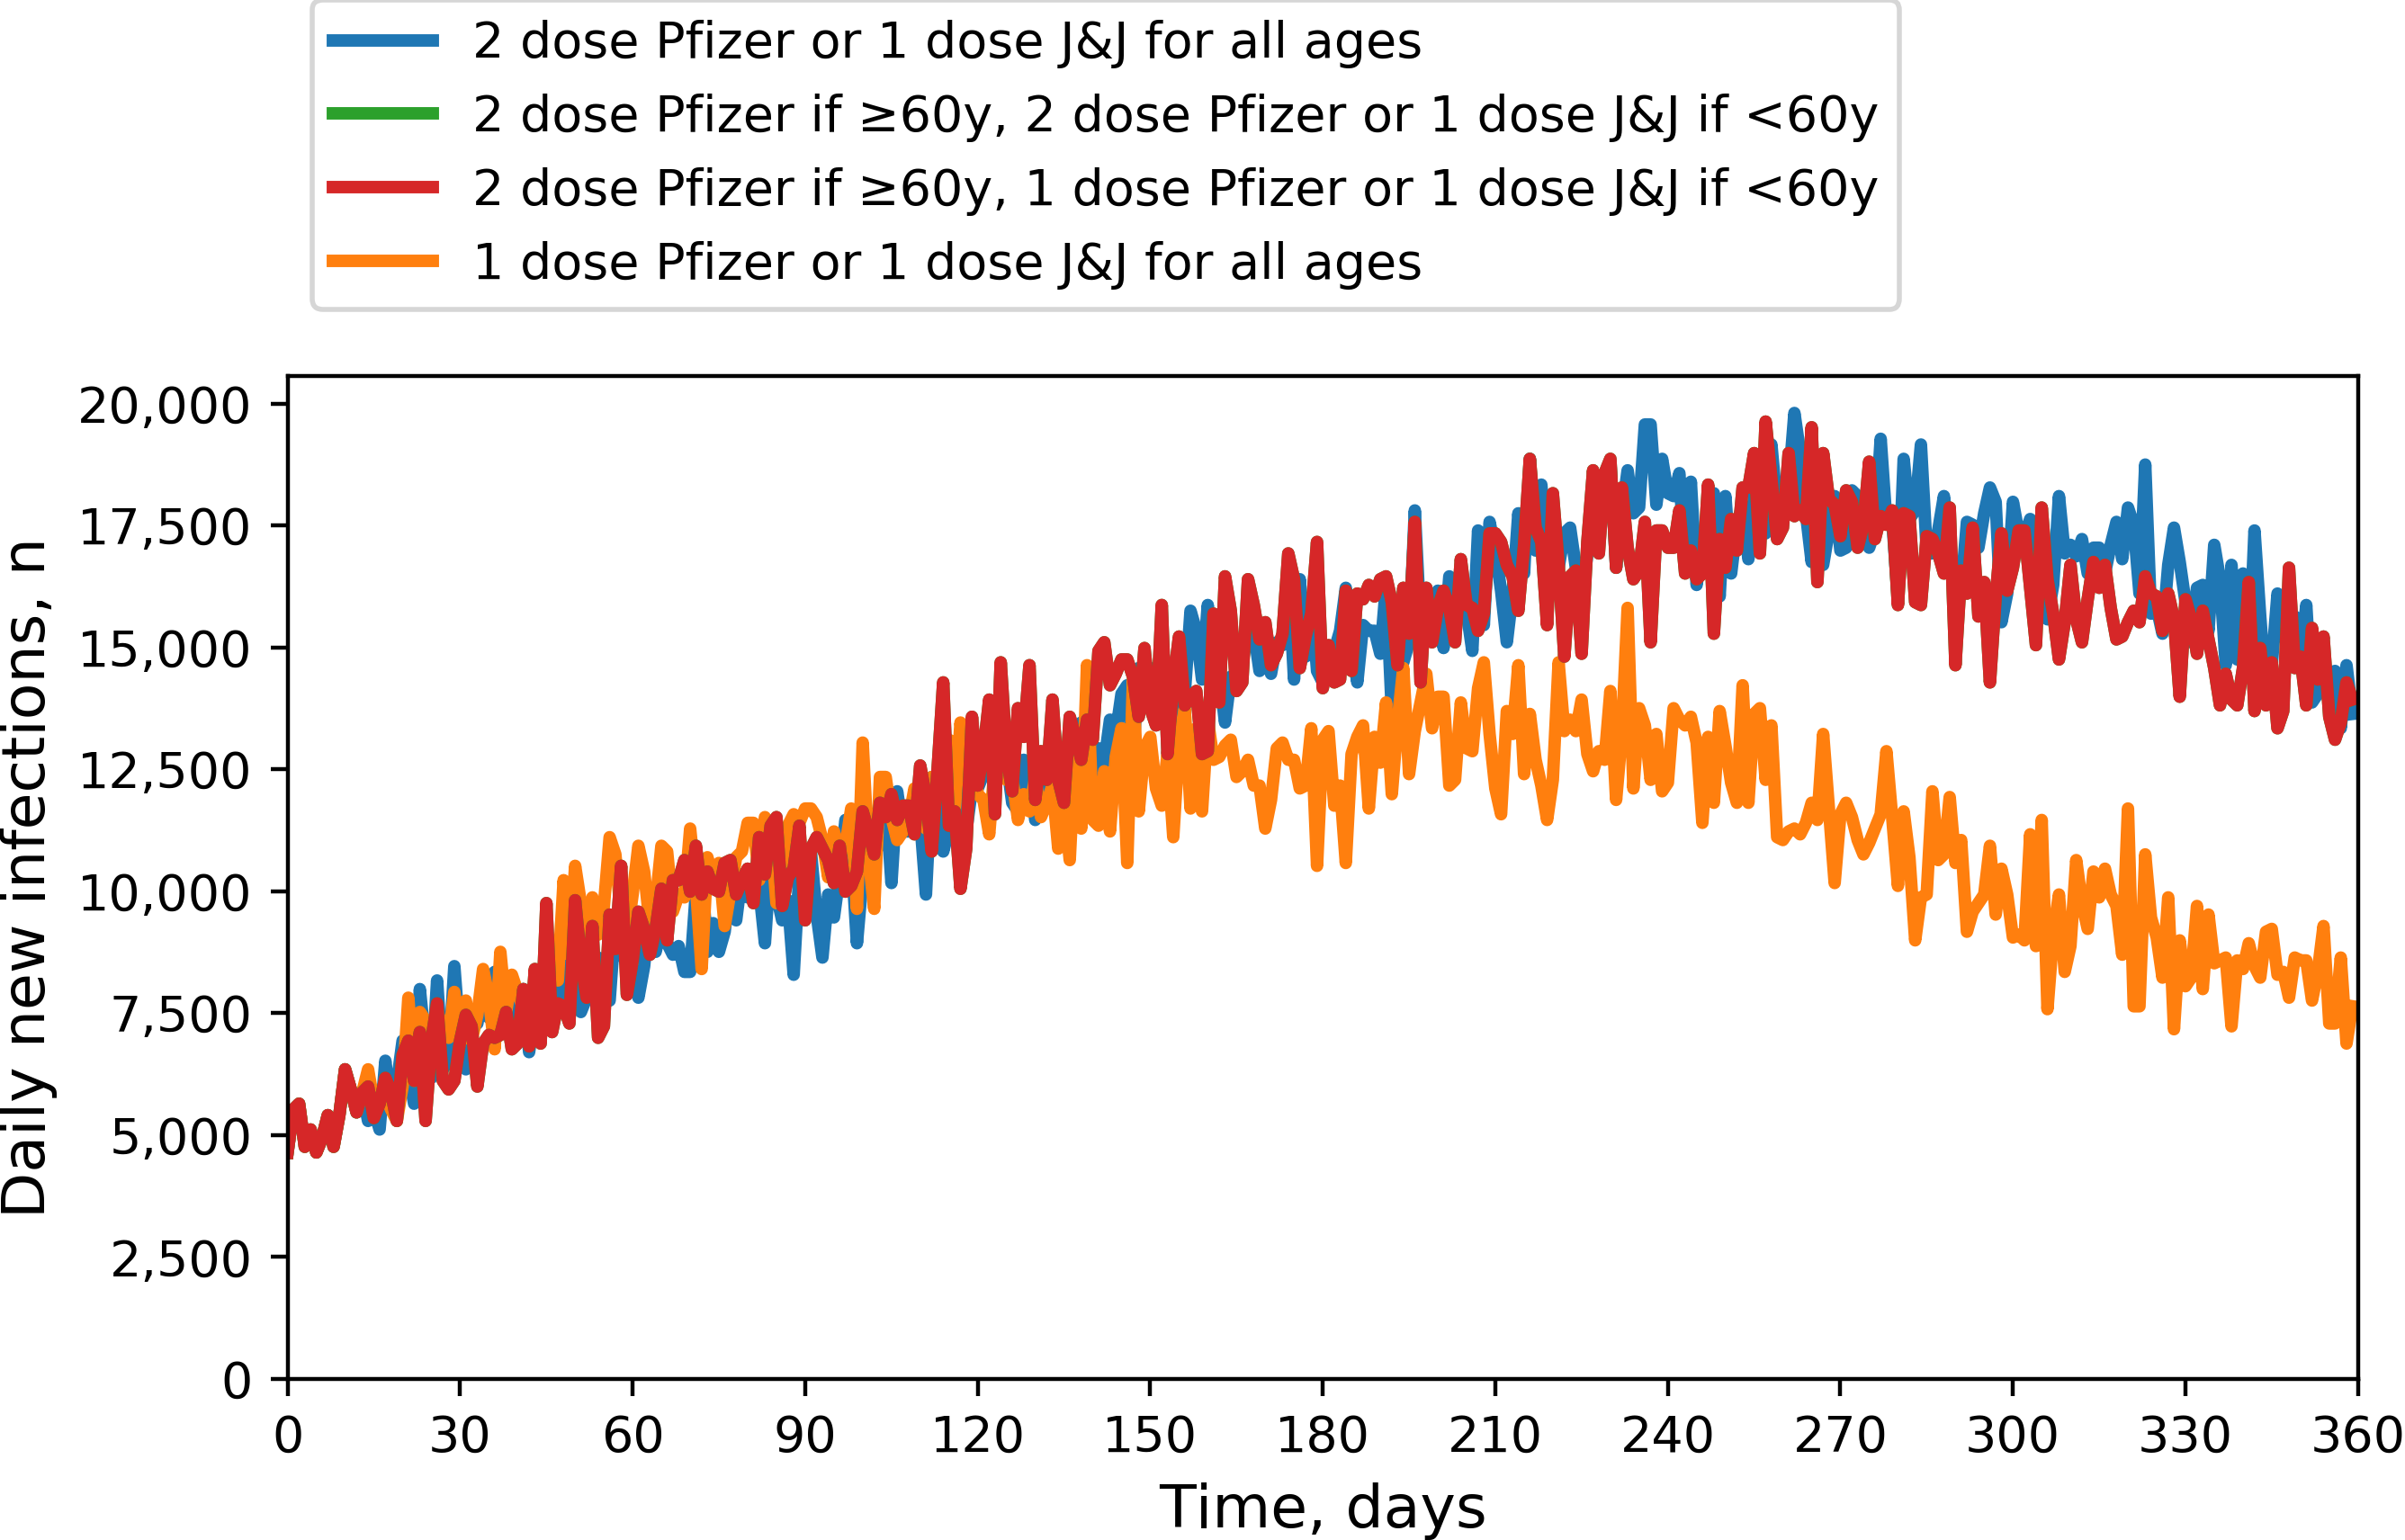 2 dose Pfizer or 1 dose J&J for all ages
2 dose Pfizer if ≥60y, 2 dose Pfizer or 1 dose J&J if <60y
2 dose Pfizer if ≥60y, 1 dose Pfizer or 1 dose J&J if <60y
1 dose Pfizer or 1 dose J&J for all ages
Daily new infections, n
20,000
17,500
15,000
12,500
10,000
7,500
5,000
2,500
0
0 30 60 90 120 150 180 210 240 270 300 330 360
Time, days